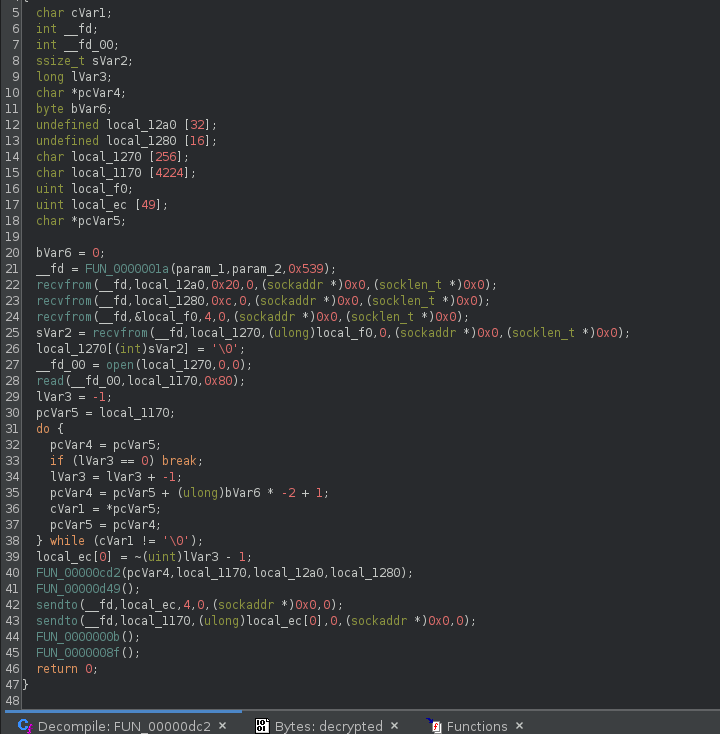 5 char cVar1;
6 int __fd;
7 int __fd_00;
8 ssize_t sVar2;
9 long lVar3;
10 char *pcVar4;
11 byte bVar6;
12 undefined local_12a0 [32];
13 undefined local_1280 [16];
14 char local_1270 [256];
15 char local_1170 [4224];
16 uint local_f0;
17 uint local_ec [49];
18 char *pcVar5;
19
20 bVar6 = 0;
21 __fd = FUN_0000001a(param_1,param_2,0x539);
22 recvfrom(__fd,local_12a0,0x20,0,(sockaddr *)0x0,(socklen_t *)0x0);
23 recvfrom(__fd,local_1280,0xc,0,(sockaddr *)0x0,(socklen_t *)0x0);
24 recvfrom(__fd,&local_f0,4,0,(sockaddr *)0x0,(socklen_t *)0x0);
25 sVar2 = recvfrom(__fd,local_1270,(ulong)local_f0,0,(sockaddr *)0x0,(socklen_t *)0x0);
26 local_1270[(int)sVar2] = '\0';
27 __fd_00 = open(local_1270,0,0);
28 read(__fd_00,local_1170,0x80);
29 lVar3 = -1;
30 pcVar5 = local_1170;
31 do {
32 pcVar4 = pcVar5;
33 if (lVar3 == 0) break;
34 lVar3 = lVar3 + -1;
35 pcVar4 = pcVar5 + (ulong)bVar6 * -2 + 1;
36 cVar1 = *pcVar5;
37 pcVar5 = pcVar4;
38 } while (cVar1 != '\0');
39 local_ec[0] = ~(uint)lVar3 - 1;
40 FUN_00000cd2(pcVar4,local_1170,local_12a0,local_1280);
41 FUN_00000d49();
42 sendto(__fd,local_ec,4,0,(sockaddr *)0x0,0);
43 sendto(__fd,local_1170,(ulong)local_ec[0],0,(sockaddr *)0x0,0);
44 FUN_0000000b();
45 FUN_0000008f();
46 return 0;
47 }
48
Decompile: FUN_00000dc2 × Bytes: decrypted × Functions ×